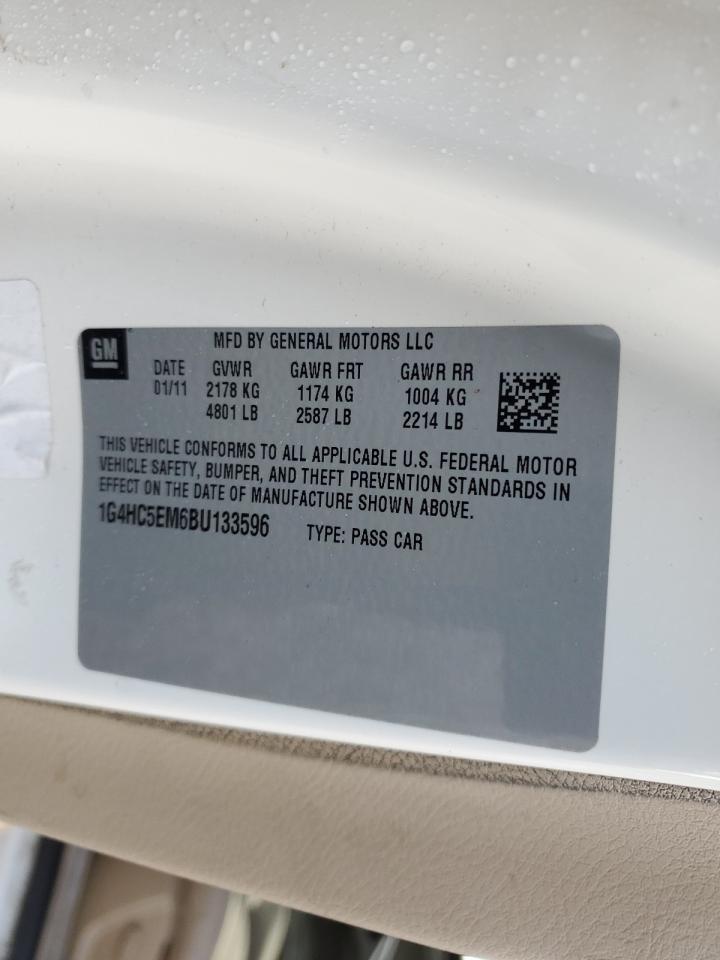 GM
MFD BY GENERAL MOTORS LLC
DATE GVWR GAWR FRT GAWR RR
01/11 2178 KG 1174 KG 1004 KG
4801 LB 2587 LB 2214 LB
THIS VEHICLE CONFORMS TO ALL APPLICABLE U.S. FEDERAL MOTOR
VEHICLE SAFETY, BUMPER, AND THEFT PREVENTION STANDARDS IN
EFFECT ON THE DATE OF MANUFACTURE SHOWN ABOVE.
1G4HC5EM6BU133596 TYPE: PASS CAR